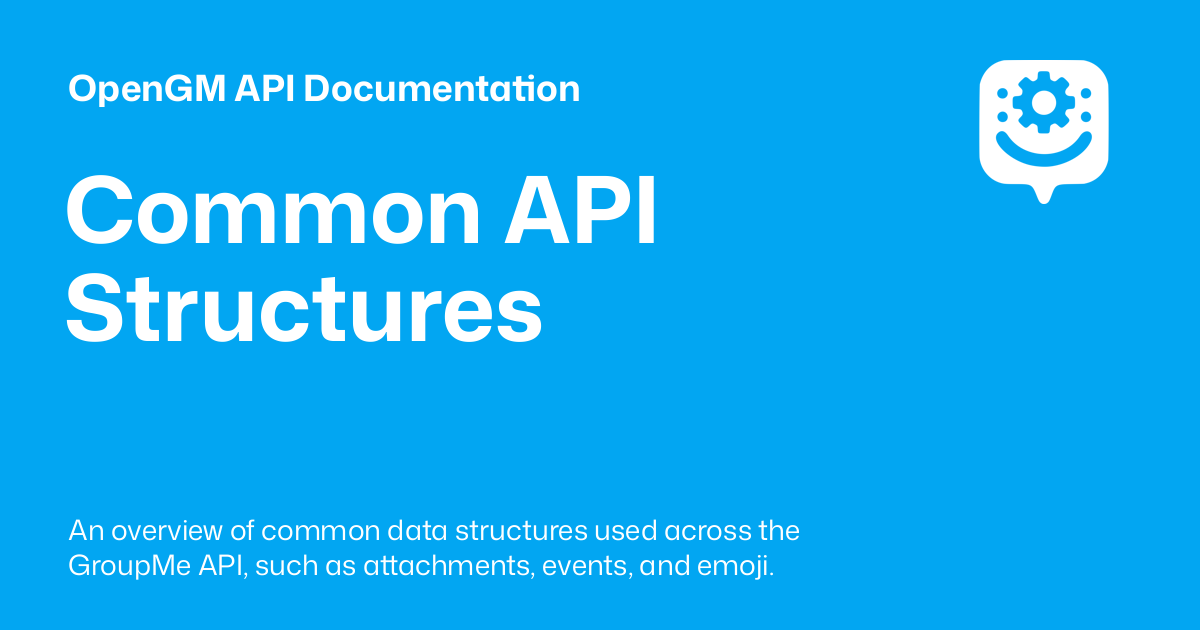 OpenGM API Documentation
Common API
Structures
An overview of common data structures used across the
GroupMe API, such as attachments, events, and emoji.